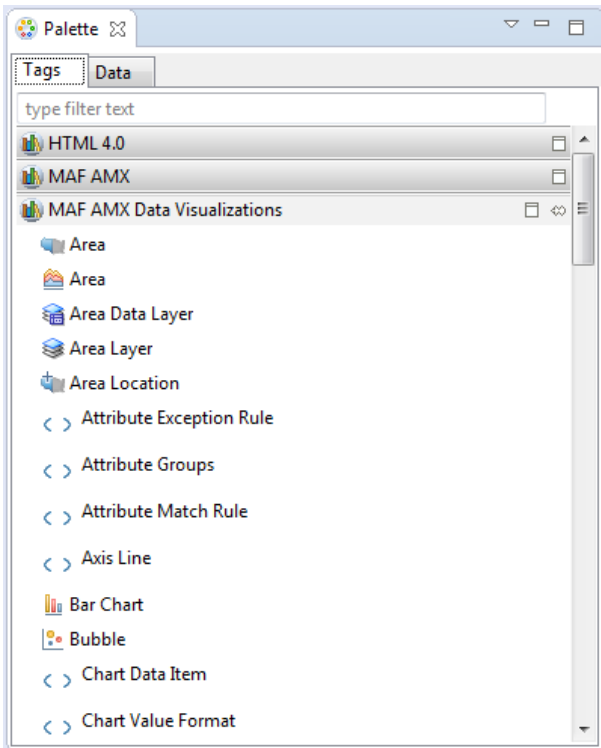 Palette
Tags Data
type filter text
HTML 4.0
MAF AMX
MAF AMX Data Visualizations
Area
Area
Area Data Layer
Area Layer
Area Location
Attribute Exception Rule
Attribute Groups
Attribute Match Rule
Axis Line
Bar Chart
Bubble
Chart Data Item
Chart Value Format